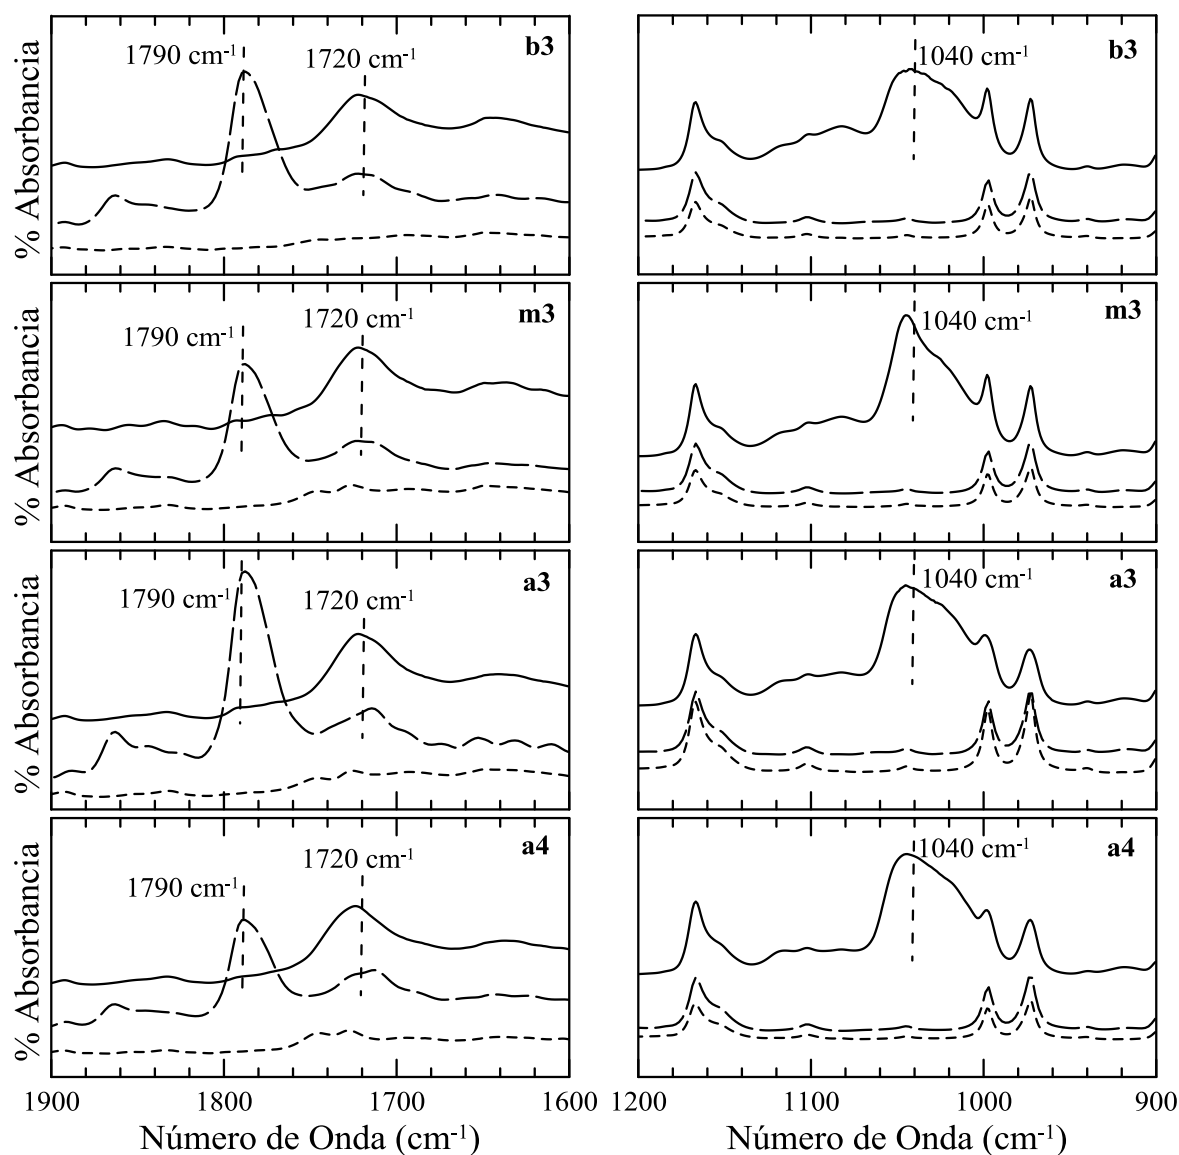 b3
1790 cm⁻¹
1720 cm⁻¹
% Absorbancia
b3
1040 cm⁻¹
m3
1790 cm⁻¹
1720 cm⁻¹
% Absorbancia
m3
1040 cm⁻¹
a3
1790 cm⁻¹
1720 cm⁻¹
% Absorbancia
a3
1040 cm⁻¹
a4
1790 cm⁻¹
1720 cm⁻¹
% Absorbancia
a4
1040 cm⁻¹
1900 1800 1700 1600
Número de Onda (cm⁻¹)
1200 1100 1000 900
Número de Onda (cm⁻¹)